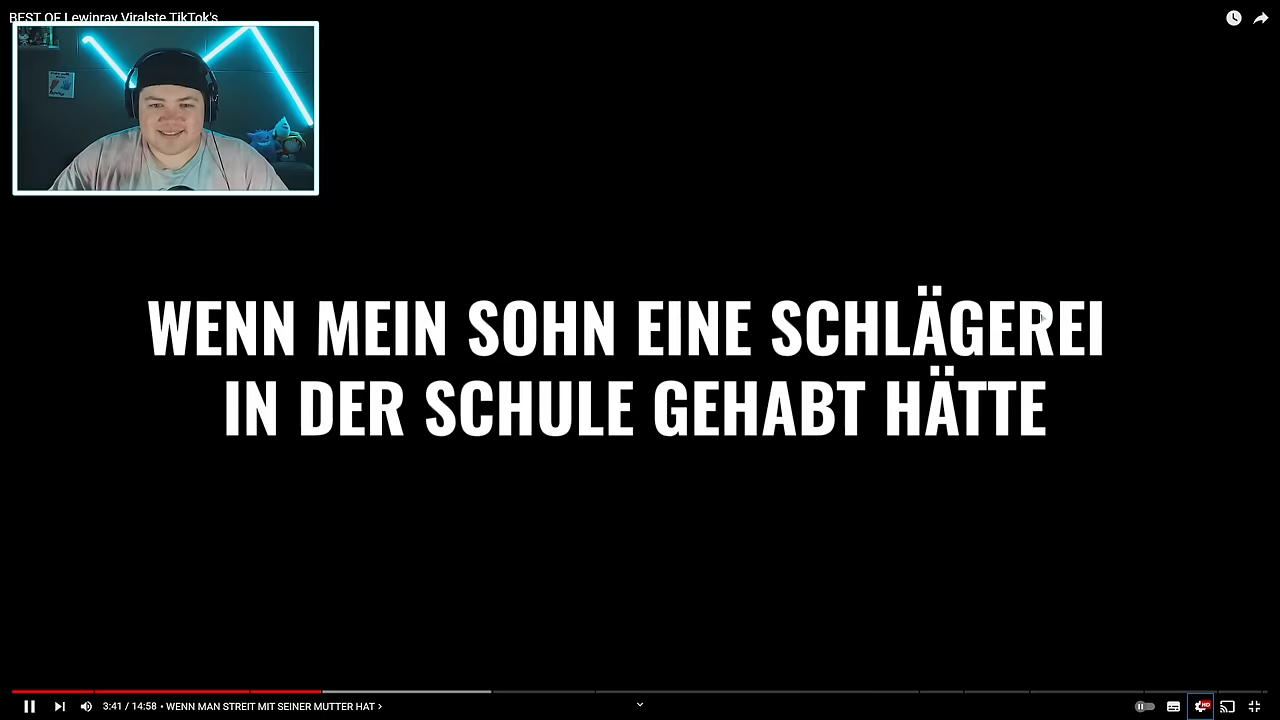 BEST OF Lewinray Viralste TikTok's
WENN MEIN SOHN EINE SCHLÄGEREI
IN DER SCHULE GEHABT HÄTTE
3:41 / 14:58 • WENN MAN STREIT MIT SEINER MUTTER HAT >
HD